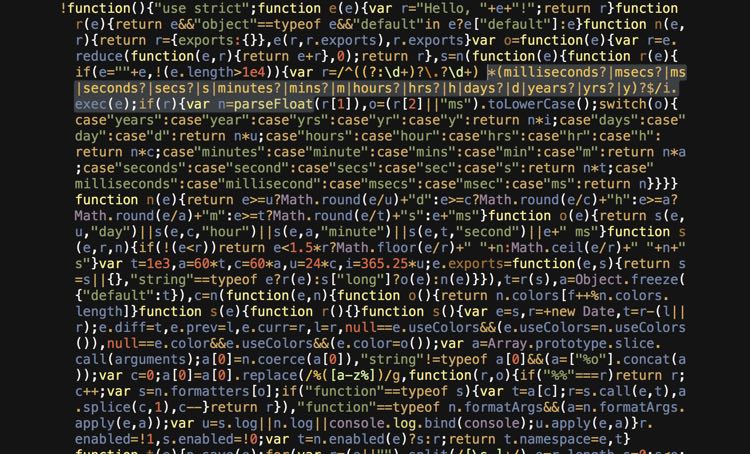 !function(){"use strict";function e(e){var r="Hello, "+e+"!";return r}function
r(e){return e&&"object"==typeof e&&"default"in e?e["default"]:e}function n(e,
r){return r={exports:{}},e(r,r.exports),r.exports}var o=function(e){var r=e.
reduce(function(e,r){return e+r},0);return r},s=n(function(e){function r(e){
if(e=""+e,!(e.length>1e4)){var r=/^((?:\d+)?\.?\d+) *(milliseconds?|msecs?|ms
|seconds?|secs?|s|minutes?|mins?|m|hours?|hrs?|h|days?|d|years?|yrs?|y)?$/i.
exec(e);if(r){var n=parseFloat(r[1]),o=(r[2]||"ms").toLowerCase();switch(o){
case"years":case"year":case"yrs":case"yr":case"y":return n*i;case"days":case"
day":case"d":return n*u;case"hours":case"hour":case"hrs":case"hr":case"h":
return n*c;case"minutes":case"minute":case"mins":case"min":case"m":return n*a
;case"seconds":case"second":case"secs":case"sec":case"s":return n*t;case"
milliseconds":case"millisecond":case"msecs":case"msec":case"ms":return n}}}}
function n(e){return e>=u?Math.round(e/u)+"d":e>=c?Math.round(e/c)+"h":e>=a?
Math.round(e/a)+"m":e>=t?Math.round(e/t)+"s":e+"ms"}function o(e){return s(e,
u,"day")||s(e,c,"hour")||s(e,a,"minute")||s(e,t,"second")||e+" ms"}function s
(e,r,n){if(!(e<r))return e<1.5*r?Math.floor(e/r)+" "+n:Math.ceil(e/r)+" "+n+"
s"}var t=1e3,a=60*t,c=60*a,u=24*c,i=365.25*u;e.exports=function(e,s){return s
=s||{},"string"==typeof e?r(e):s["long"]?o(e):n(e)}}),t=r(s),a=Object.freeze(
{"default":t}),c=n(function(e,n){function o(){return n.colors[f++%n.colors.
length]}function s(e){function r(){}function s(){var e=s,r=+new Date,t=r-(l||
r);e.diff=t,e.prev=l,e.curr=r,l=r,null==e.useColors&&(e.useColors=n.useColors
()),null==e.color&&e.useColors&&(e.color=o());var a=Array.prototype.slice.
call(arguments);a[0]=n.coerce(a[0]),"string"!=typeof a[0]&&(a=["%o"].concat(a
));var c=0;a[0]=a[0].replace(/%([a-z%])/g,function(r,o){if("%%"===r)return r;
c++;var s=n.formatters[o];if("function"==typeof s){var t=a[c];r=s.call(e,t),a
.splice(c,1),c--}return r}),"function"==typeof n.formatArgs&&(a=n.formatArgs.
apply(e,a));var u=s.log||n.log||console.log.bind(console);u.apply(e,a)}r.
enabled=!1,s.enabled=!0;var t=n.enabled(e)?s:r;return t.namespace=e,t}